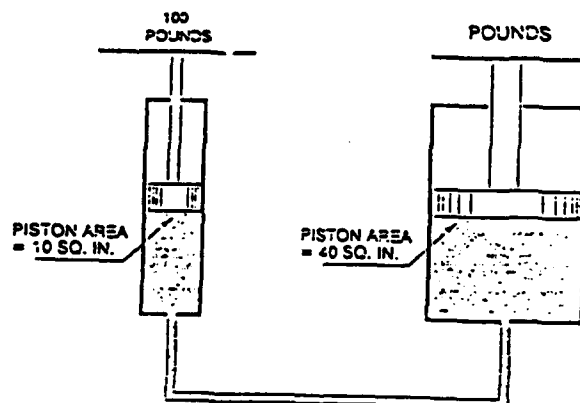 100
POUNDS
POUNDS
PISTON AREA
= 10 SQ. IN.
PISTON AREA
= 40 SQ. IN.